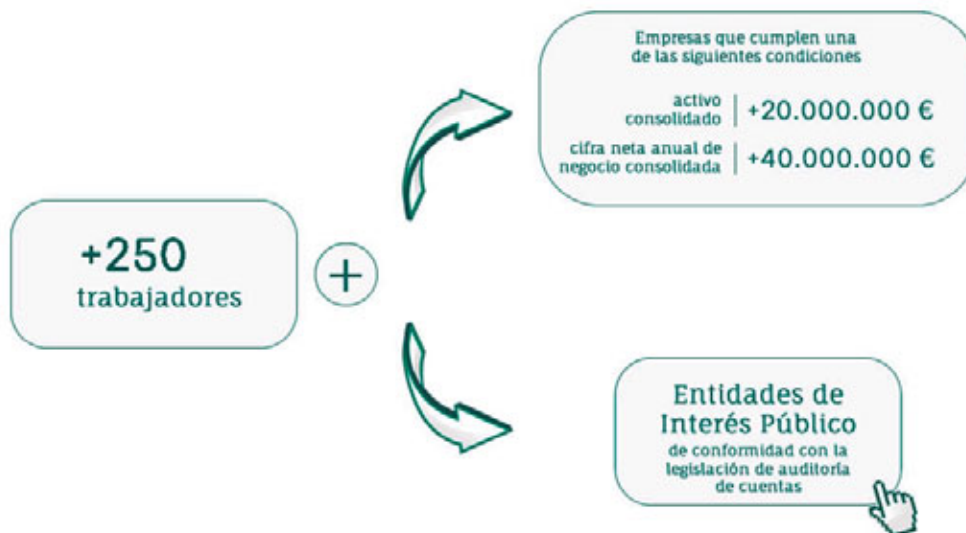 Empresas que cumplen una
de las siguientes condiciones
activo
consolidado
+20.000.000 €
cifra neta anual de
negocio consolidada
+40.000.000 €
+250
trabajadores
+
Entidades de
Interés Público
de conformidad con la
legislación de auditoría
de cuentas